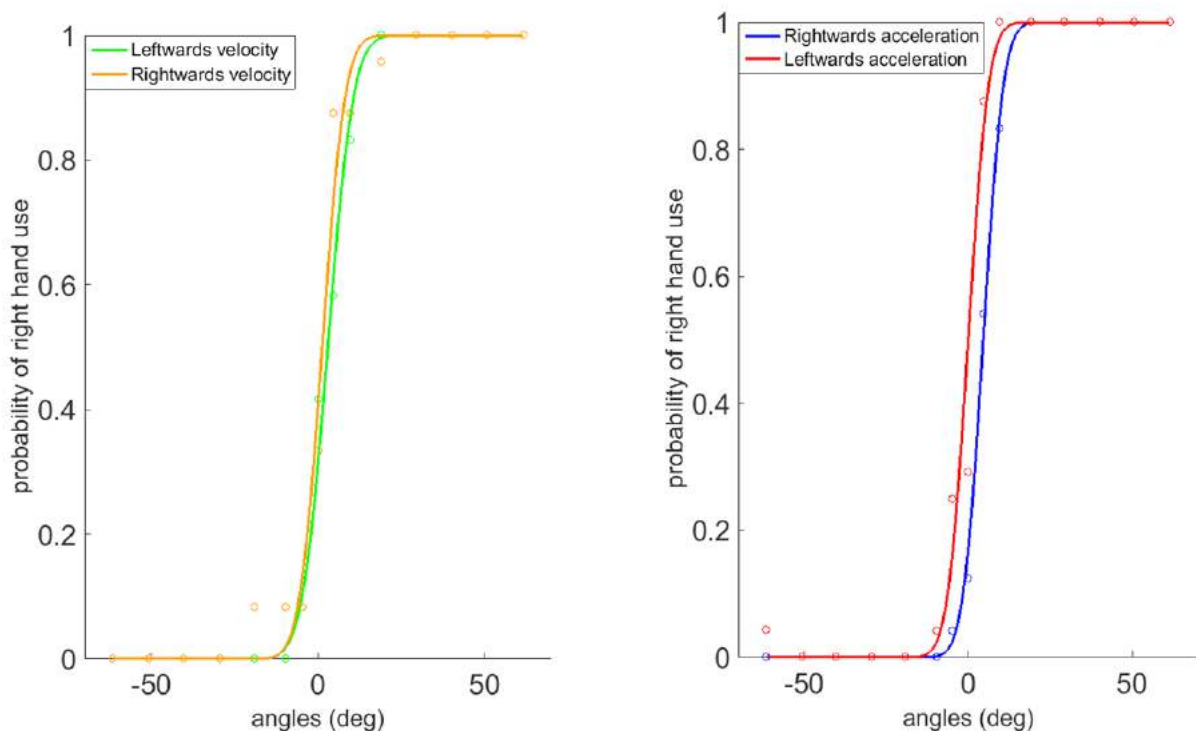 Leftwards velocity
Rightwards velocity
probability of right hand use
1
0.8
0.6
0.4
0.2
0
-50
0
50
angles (deg)
Rightwards acceleration
Leftwards acceleration
probability of right hand use
1
0.8
0.6
0.4
0.2
0
-50
0
50
angles (deg)